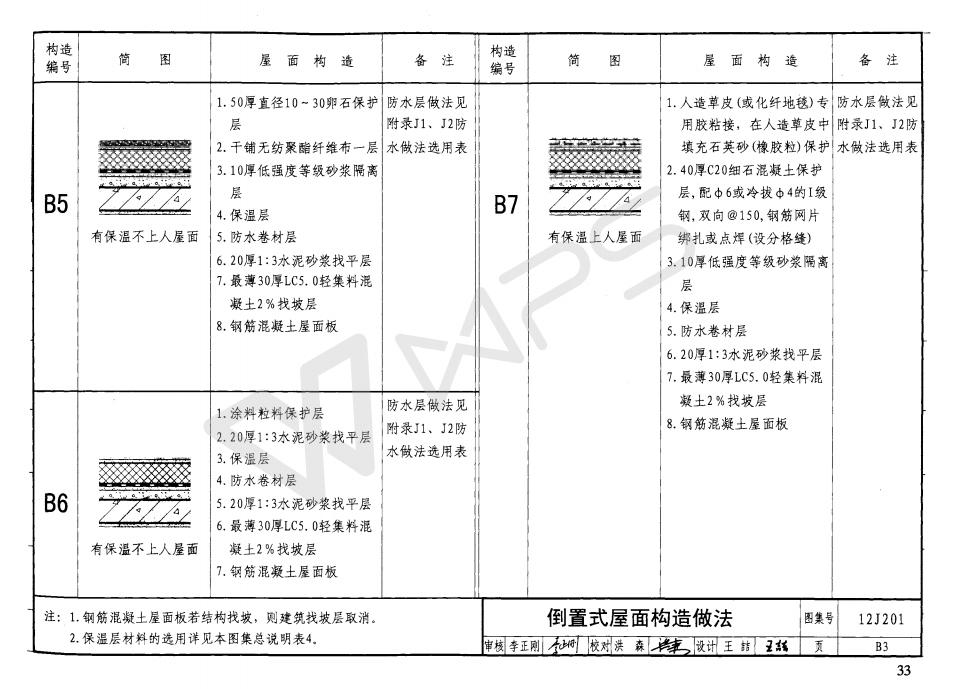 构造编号
简 图
屋 面 构 造
备 注
B5
有保温不上人屋面
1.50厚直径10~30卵石保护
层
2.干铺无纺聚酯纤维布一层
3.10厚低强度等级砂浆隔离
层
4.保温层
5.防水卷材层
6.20厚1:3水泥砂浆找平层
7.最薄30厚LC5.0轻集料混
凝土2%找坡层
8.钢筋混凝土屋面板
防水层做法见
附录J1、J2防
水做法选用表
B6
有保温不上人屋面
1.涂料粒料保护层
2.20厚1:3水泥砂浆找平层
3.保温层
4.防水卷材层
5.20厚1:3水泥砂浆找平层
6.最薄30厚LC5.0轻集料混
凝土2%找坡层
7.钢筋混凝土屋面板
防水层做法见
附录J1、J2防
水做法选用表
构造编号
简 图
屋 面 构 造
备 注
B7
有保温上人屋面
1.人造草皮(或化纤地毯)专
用胶粘接，在人造草皮中
填充石英砂(橡胶粒)保护
2.40厚C20细石混凝土保护
层,配φ6或冷拔φ4的I级
钢,双向@150,钢筋网片
绑扎或点焊(设分格缝)
3.10厚低强度等级砂浆隔离
层
4.保温层
5.防水卷材层
6.20厚1:3水泥砂浆找平层
7.最薄30厚LC5.0轻集料混
凝土2%找坡层
8.钢筋混凝土屋面板
防水层做法见
附录J1、J2防
水做法选用表
WPS
注：1.钢筋混凝土屋面板若结构找坡，则建筑找坡层取消。
2.保温层材料的选用详见本图集总说明表4。
倒置式屋面构造做法
图集号
12J201
审核 李正刚 校对 洪 森 设计 王 喆
页
B3
33